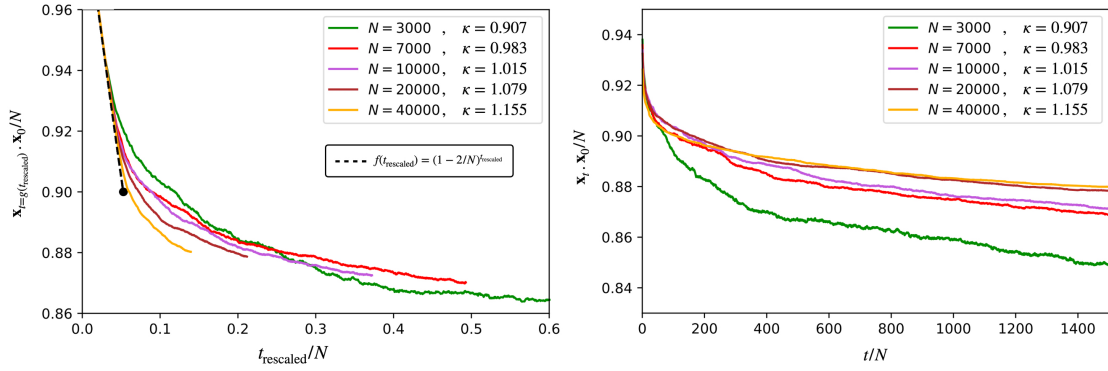 0.96
0.94
0.92
0.90
0.88
0.86
0.0
0.1
0.2
0.3
0.4
0.5
0.6
x_{t=g(t_rescaled)} . x_0/N
t_rescaled/N
N = 3000 , κ = 0.907
N = 7000 , κ = 0.983
N = 10000 , κ = 1.015
N = 20000 , κ = 1.079
N = 40000 , κ = 1.155
f(t_rescaled) = (1 − 2/N)^{t_rescaled}
0.94
0.92
0.90
0.88
0.86
0.84
0
200
400
600
800
1000
1200
1400
x_t . x_0/N
t/N
N = 3000 , κ = 0.907
N = 7000 , κ = 0.983
N = 10000 , κ = 1.015
N = 20000 , κ = 1.079
N = 40000 , κ = 1.155